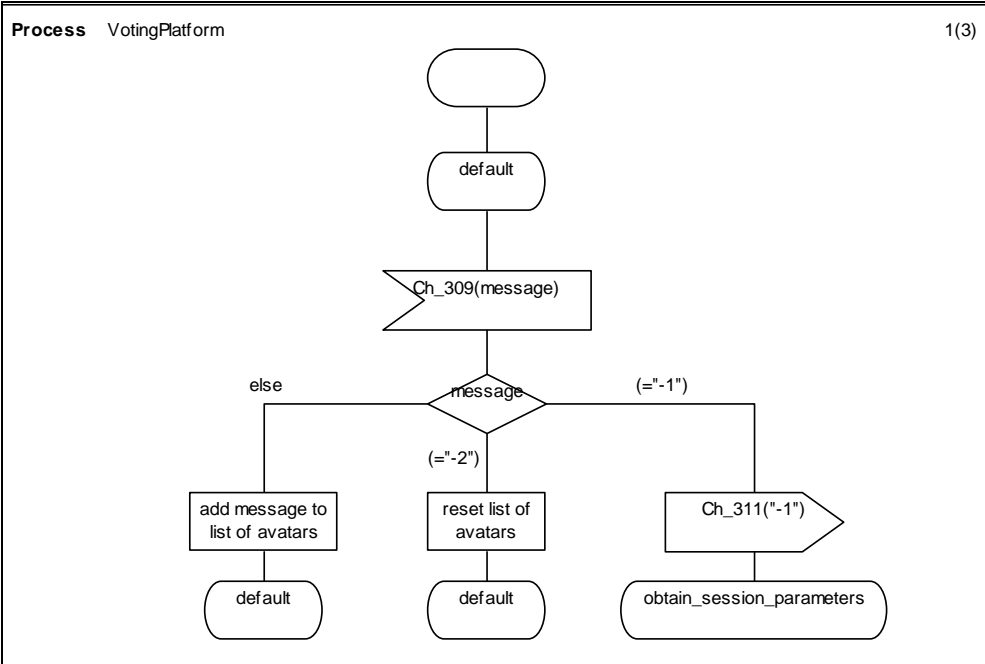 Process VotingPlatform 1(3)
default
Ch_309(message)
message
else
(="-1")
(="-2")
add message to
list of avatars
reset list of
avatars
Ch_311("-1")
default
default
obtain_session_parameters